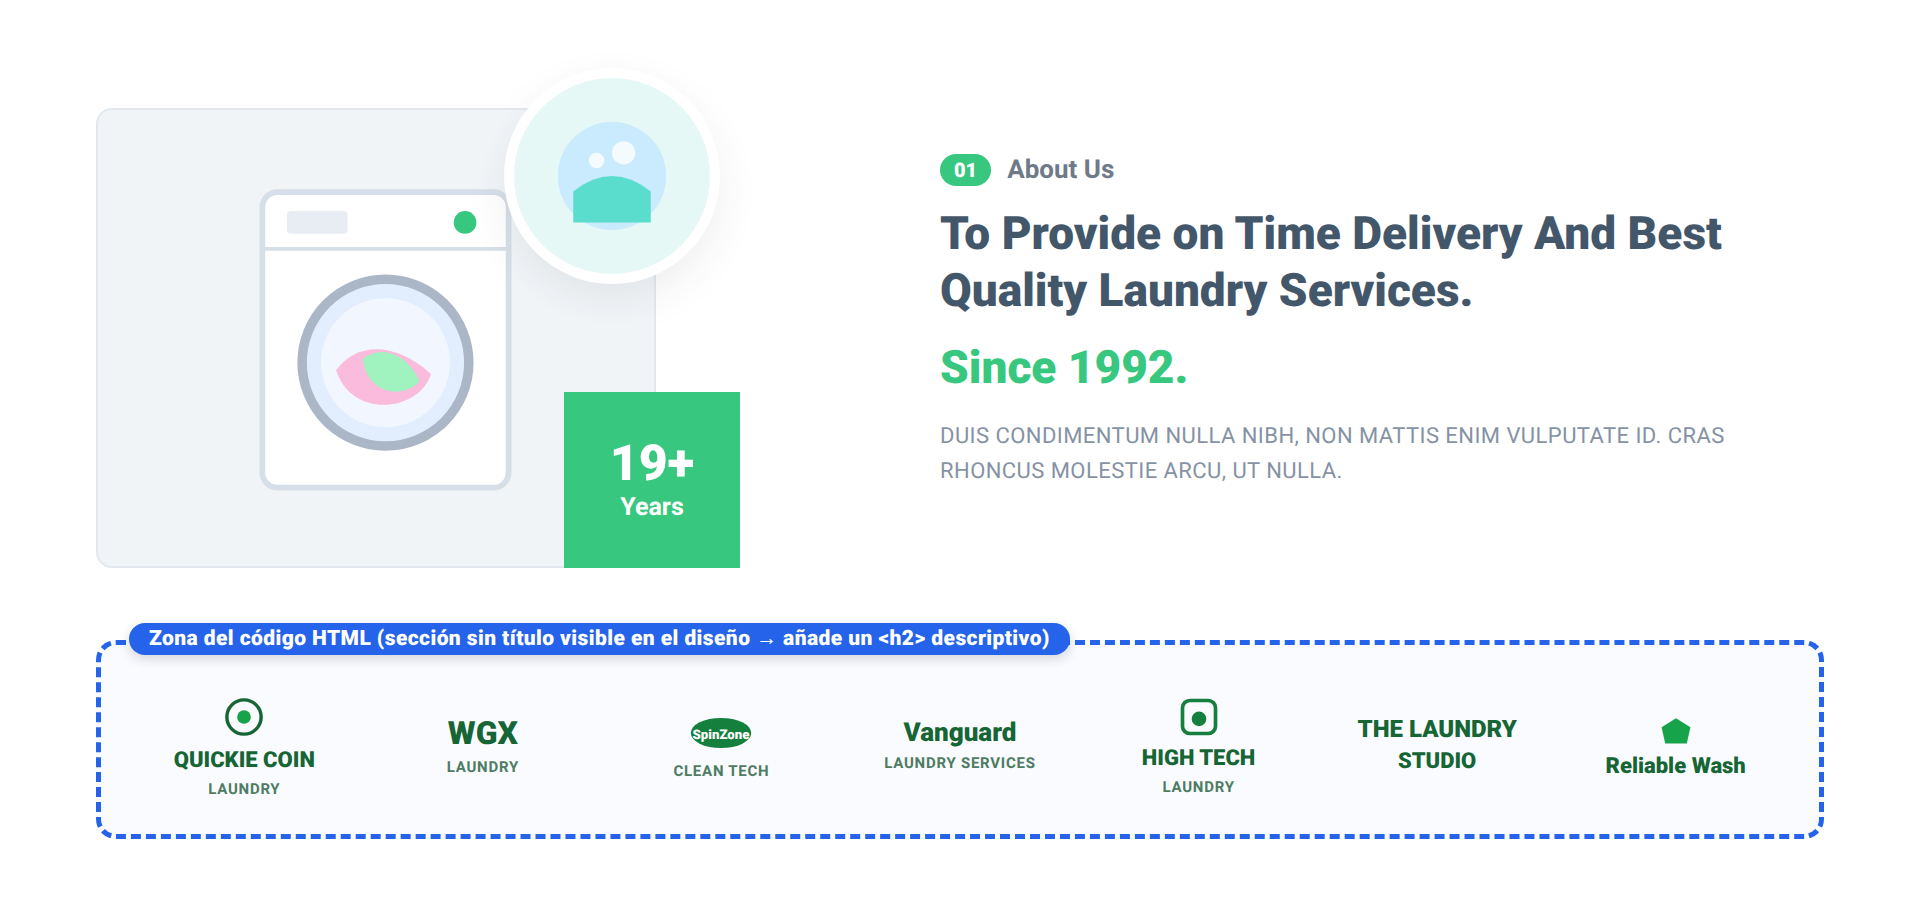 01 About Us
To Provide on Time Delivery And Best
Quality Laundry Services.
Since 1992.
DUIS CONDIMENTUM NULLA NIBH, NON MATTIS ENIM VULPUTATE ID. CRAS
RHONCUS MOLESTIE ARCU, UT NULLA.
19+
Years
Zona del código HTML (sección sin título visible en el diseño → añade un <h2> descriptivo)
QUICKIE COIN
LAUNDRY
WGX
LAUNDRY
SpinZone
CLEAN TECH
Vanguard
LAUNDRY SERVICES
HIGH TECH
LAUNDRY
THE LAUNDRY
STUDIO
Reliable Wash